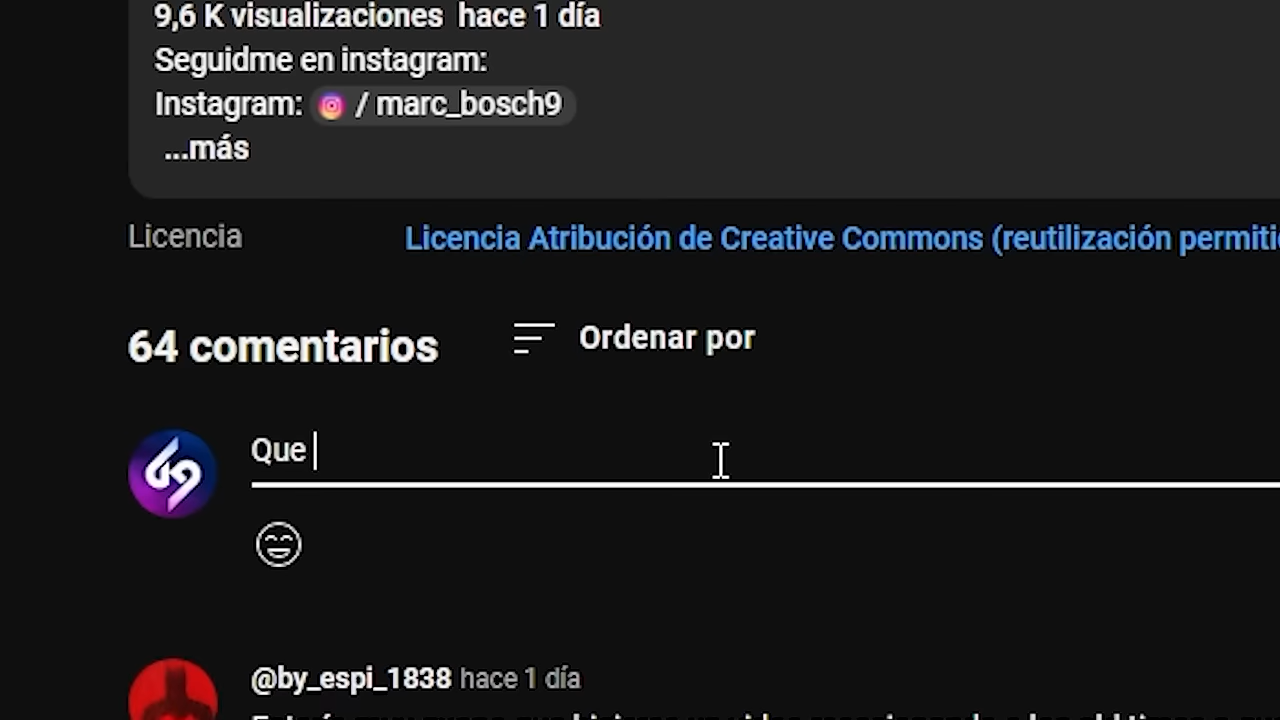 9,6 K visualizaciones hace 1 día
Seguidme en instagram:
Instagram: / marc_bosch9
...más
Licencia Licencia Atribución de Creative Commons (reutilización
64 comentarios Ordenar por
Que
@by_espi_1838 hace 1 día